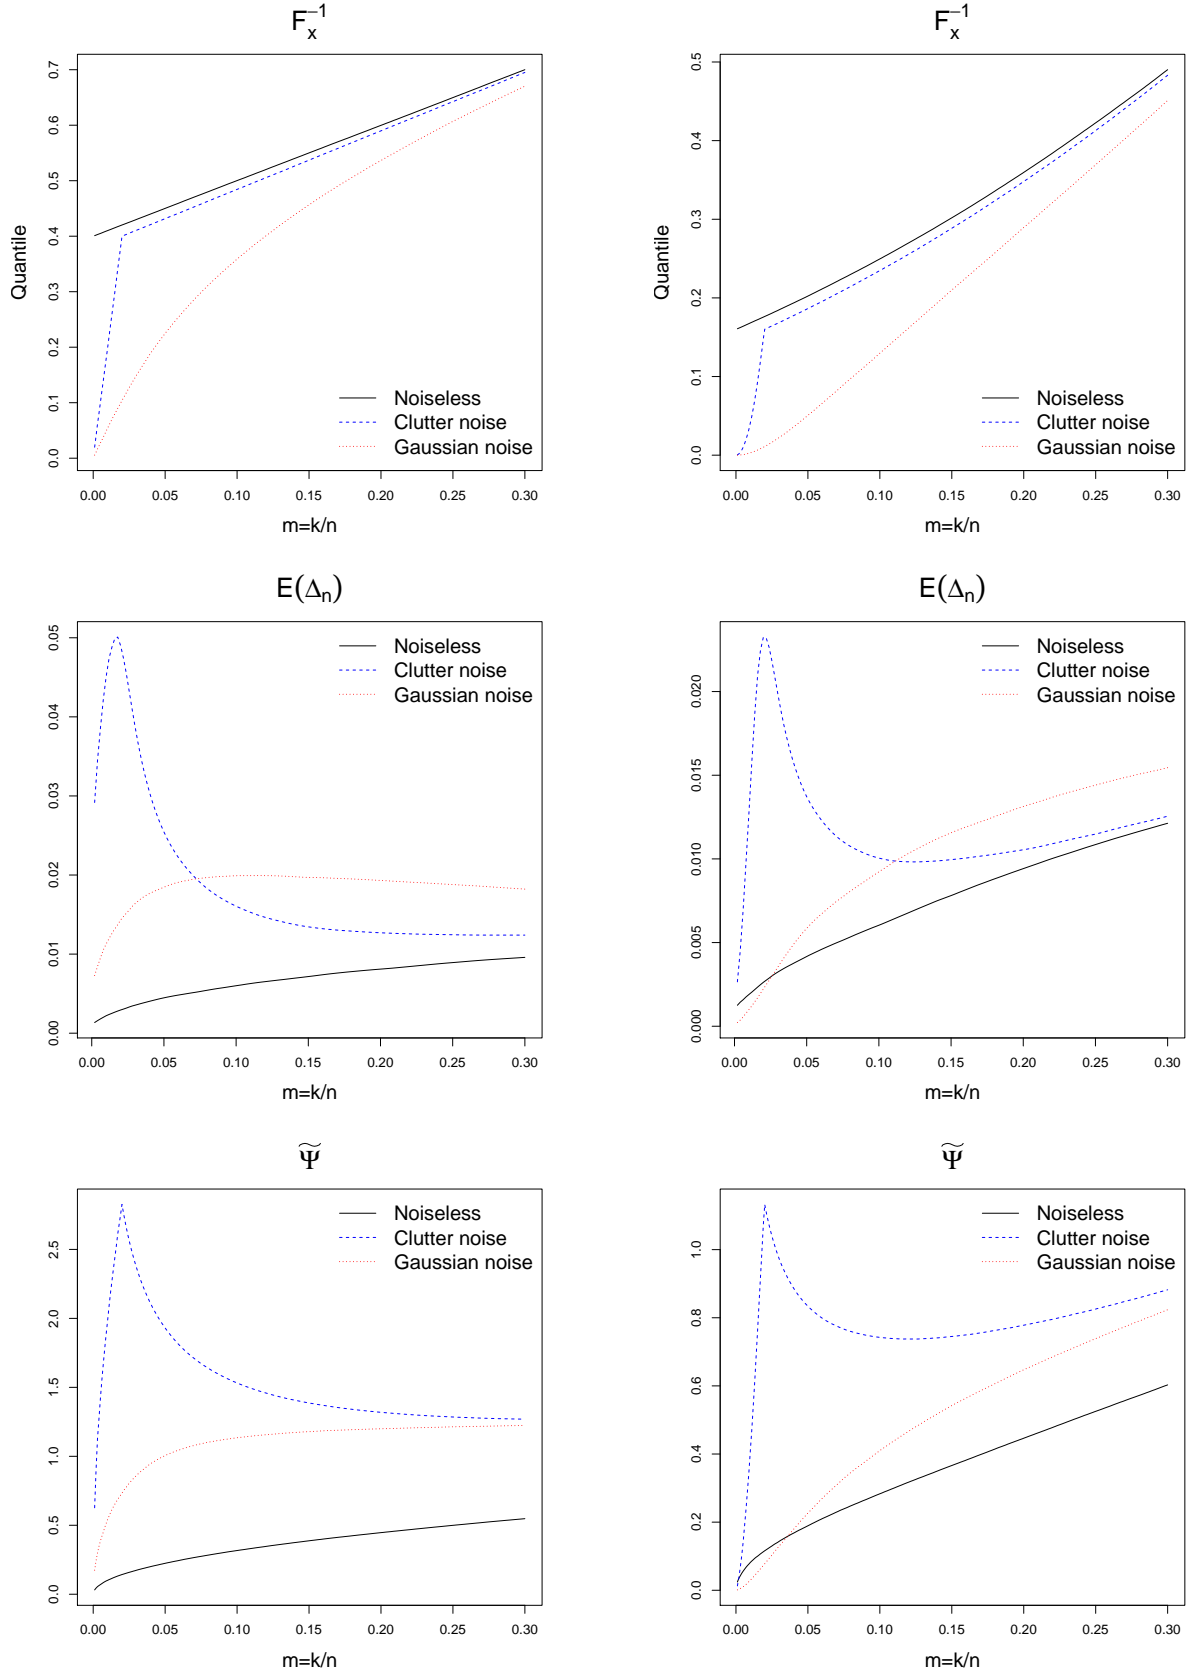 F_x^{-1}
Quantile
0.7
0.6
0.5
0.4
0.3
0.2
0.1
0.0
Noiseless
Clutter noise
Gaussian noise
0.00 0.05 0.10 0.15 0.20 0.25 0.30
m=k/n
F_x^{-1}
Quantile
0.5
0.4
0.3
0.2
0.1
0.0
Noiseless
Clutter noise
Gaussian noise
0.00 0.05 0.10 0.15 0.20 0.25 0.30
m=k/n
E(Δ_n)
0.05
0.04
0.03
0.02
0.01
0.00
Noiseless
Clutter noise
Gaussian noise
0.00 0.05 0.10 0.15 0.20 0.25 0.30
m=k/n
E(Δ_n)
0.020
0.015
0.010
0.005
0.000
Noiseless
Clutter noise
Gaussian noise
0.00 0.05 0.10 0.15 0.20 0.25 0.30
m=k/n
Ψ̃
2.5
2.0
1.5
1.0
0.5
0.0
Noiseless
Clutter noise
Gaussian noise
0.00 0.05 0.10 0.15 0.20 0.25 0.30
m=k/n
Ψ̃
1.0
0.8
0.6
0.4
0.2
0.0
Noiseless
Clutter noise
Gaussian noise
0.00 0.05 0.10 0.15 0.20 0.25 0.30
m=k/n